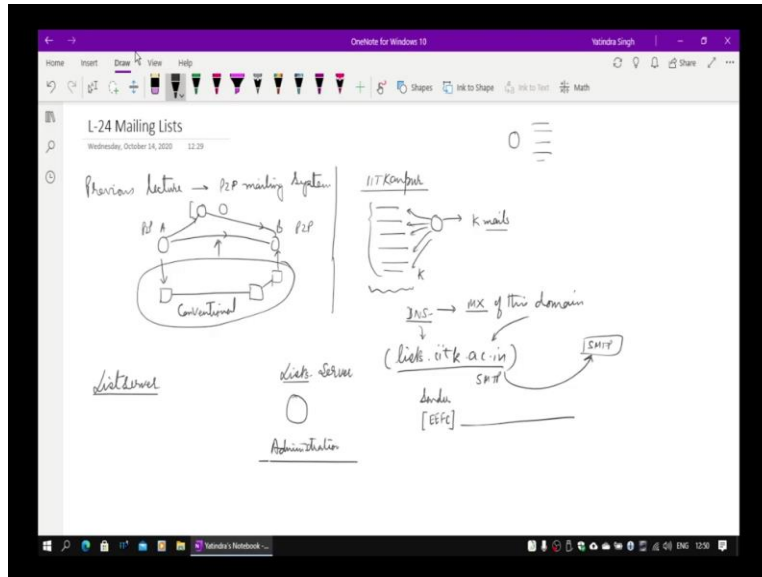 OneNote for Windows 10
Yatindra Singh
Home Insert Draw View Help
Share
Shapes Ink to Shape Ink to Text Math
L-24 Mailing Lists
Wednesday, October 14, 2020 12:29
Previous lecture → P2P mailing System
A B P2P
Conventional
IIT Kanpur
K mails
K
DNS → MX of this domain
(lists.iitk.ac.in)
SMTP
SMTP
List Server
Lists. Server
Sender
[EEFC]
Administration
Yatindra's Notebook -...
ENG 12:50